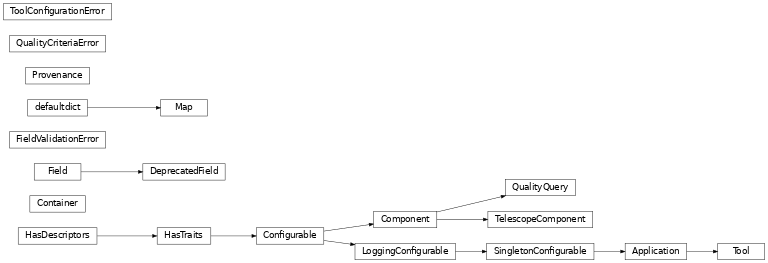 ToolConfigurationError
QualityCriteriaError
Provenance
defaultdict
Map
FieldValidationError
Field
DeprecatedField
QualityQuery
Container
Component
TelescopeComponent
HasDescriptors
HasTraits
Configurable
LoggingConfigurable
SingletonConfigurable
Application
Tool